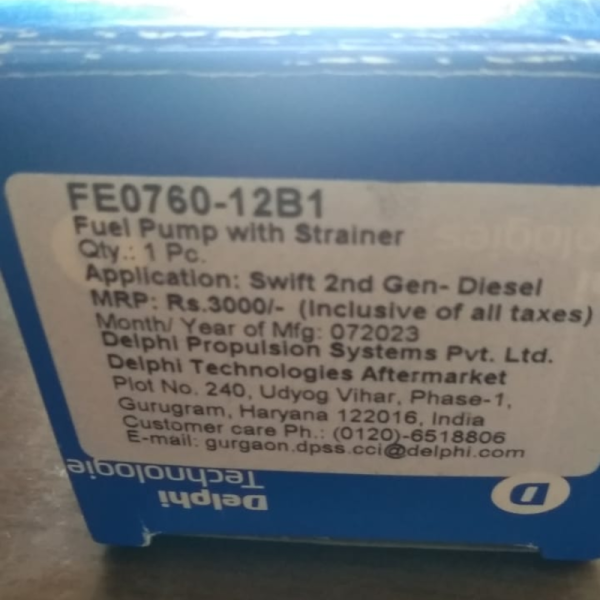 FE0760-12B1
Fuel Pump with Strainer
Qty.: 1 Pc.
Application: Swift 2nd Gen- Diesel
MRP: Rs.3000/- (Inclusive of all taxes)
Month/ Year of Mfg: 072023
Delphi Propulsion Systems Pvt. Ltd.
Delphi Technologies Aftermarket
Plot No. 240, Udyog Vihar, Phase-1,
Gurugram, Haryana 122016, India
Customer care Ph.: (0120)-6518806
E-mail: gurgaon.dpss.cci@delphi.com
D
Delphi
Technologie